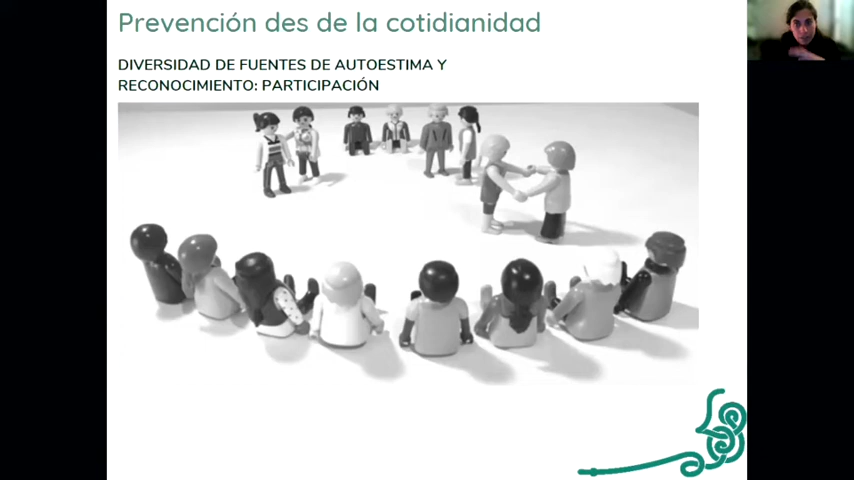 Prevención des de la cotidianidad
DIVERSIDAD DE FUENTES DE AUTOESTIMA Y
RECONOCIMIENTO: PARTICIPACIÓN